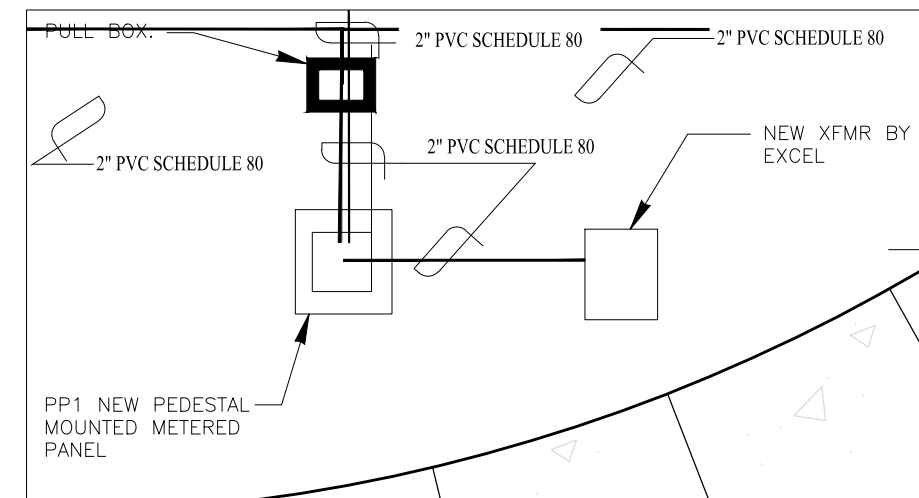 PULL BOX.
2" PVC SCHEDULE 80
2" PVC SCHEDULE 80
2" PVC SCHEDULE 80
2" PVC SCHEDULE 80
NEW XFMR BY
EXCEL
PP1 NEW PEDESTAL
MOUNTED METERED
PANEL